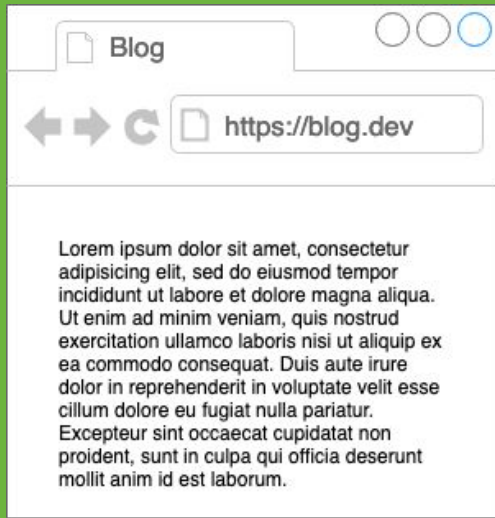 Blog
https://blog.dev
Lorem ipsum dolor sit amet, consectetur
adipisicing elit, sed do eiusmod tempor
incididunt ut labore et dolore magna aliqua.
Ut enim ad minim veniam, quis nostrud
exercitation ullamco laboris nisi ut aliquip ex
ea commodo consequat. Duis aute irure
dolor in reprehenderit in voluptate velit esse
cillum dolore eu fugiat nulla pariatur.
Excepteur sint occaecat cupidatat non
proident, sunt in culpa qui officia deserunt
mollit anim id est laborum.